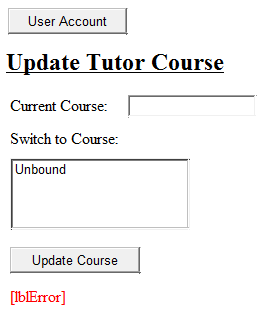 User Account
Update Tutor Course
Current Course:
Switch to Course:
Unbound
Update Course
[lblError]